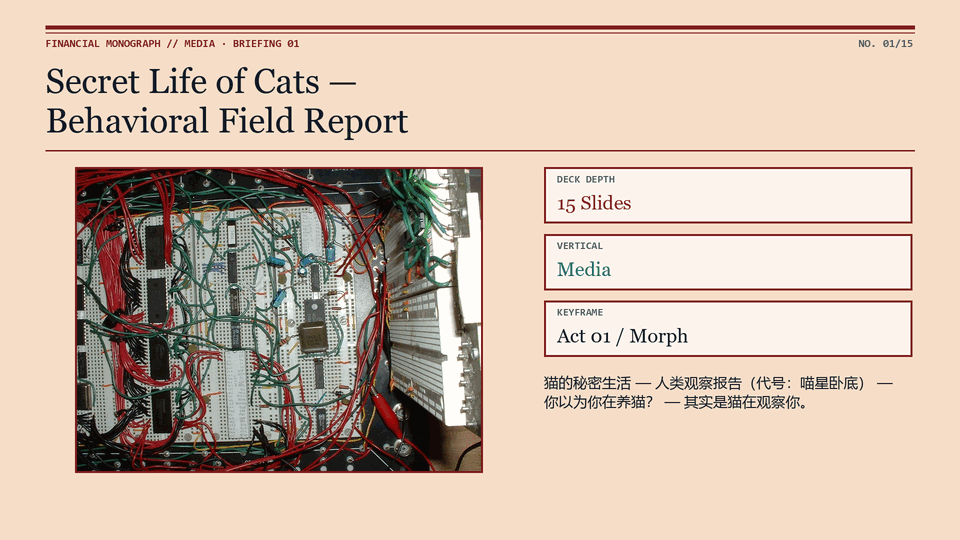 FINANCIAL MONOGRAPH // MEDIA · BRIEFING 01
NO. 01/15
Secret Life of Cats —
Behavioral Field Report
DECK DEPTH
15 Slides
VERTICAL
Media
KEYFRAME
Act 01 / Morph
猫的秘密生活 — 人类观察报告（代号：喵星卧底） —
你以为你在养猫？ — 其实是猫在观察你。